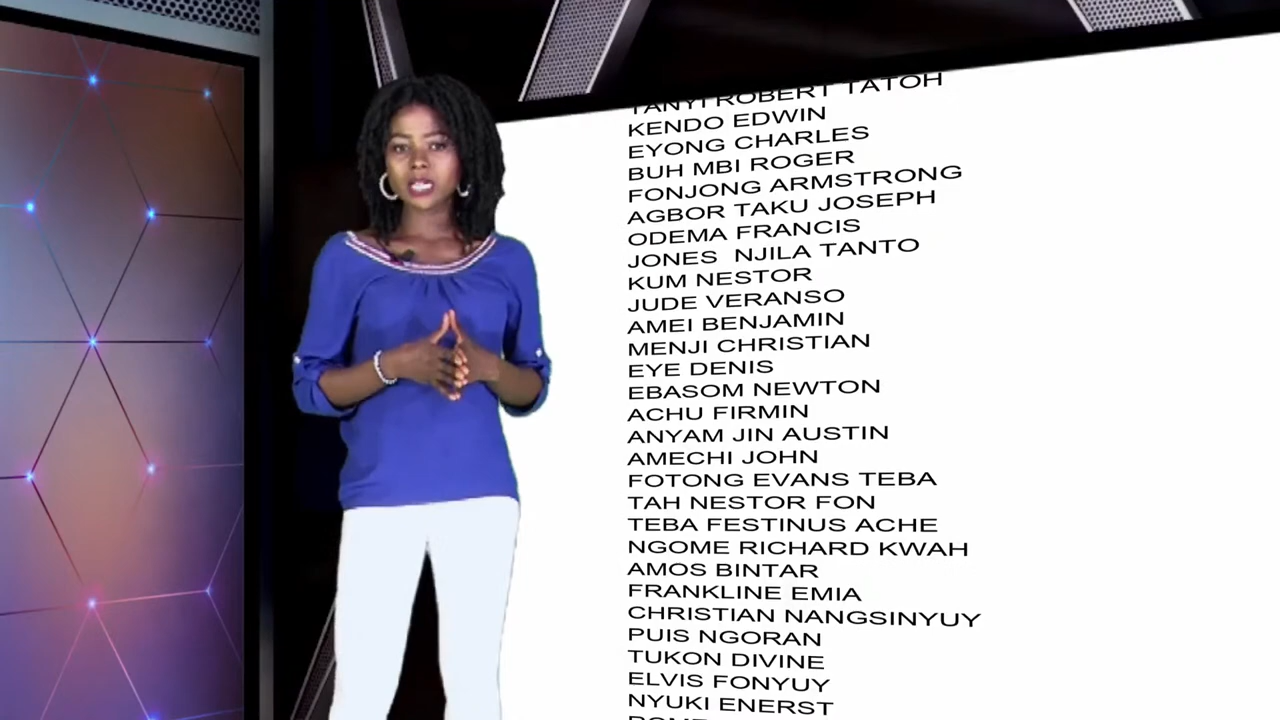 TANYI ROBERT TATOH
KENDO EDWIN
EYONG CHARLES
BUH MBI ROGER
FONJONG ARMSTRONG
AGBOR TAKU JOSEPH
ODEMA FRANCIS
JONES NJILA TANTO
KUM NESTOR
JUDE VERANSO
AMEI BENJAMIN
MENJI CHRISTIAN
EYE DENIS
EBASOM NEWTON
ACHU FIRMIN
ANYAM JIN AUSTIN
AMECHI JOHN
FOTONG EVANS TEBA
TAH NESTOR FON
TEBA FESTINUS ACHE
NGOME RICHARD KWAH
AMOS BINTAR
FRANKLINE EMIA
CHRISTIAN NANGSINYUY
PUIS NGORAN
TUKON DIVINE
ELVIS FONYUY
NYUKI ENERST